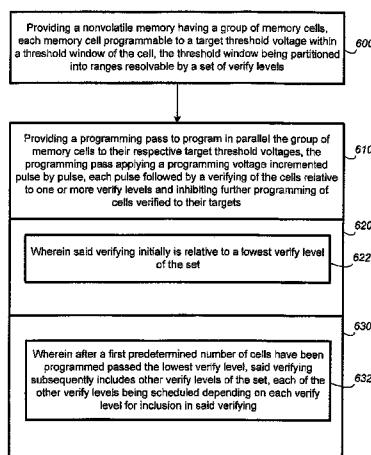 Providing a nonvolatile memory having a group of memory cells,
each memory cell programmable to a target threshold voltage within
a threshold window of the cell, the threshold window being partitioned
into ranges resolvable by a set of verify levels
600
Providing a programming pass to program in parallel the group of
memory cells to their respective target threshold voltages, the
programming pass applying a programming voltage incremented
pulse by pulse, each pulse followed by a verifying of the cells relative
to one or more verify levels and inhibiting further programming of
cells verified to their targets
610
620
Wherein said verifying initially is relative to a lowest verify level
of the set
622
630
Wherein after a first predetermined number of cells have been
programmed passed the lowest verify level, said verifying
subsequently includes other verify levels of the set, each of the
other verify levels being scheduled depending on each verify
level for inclusion in said verifying
632